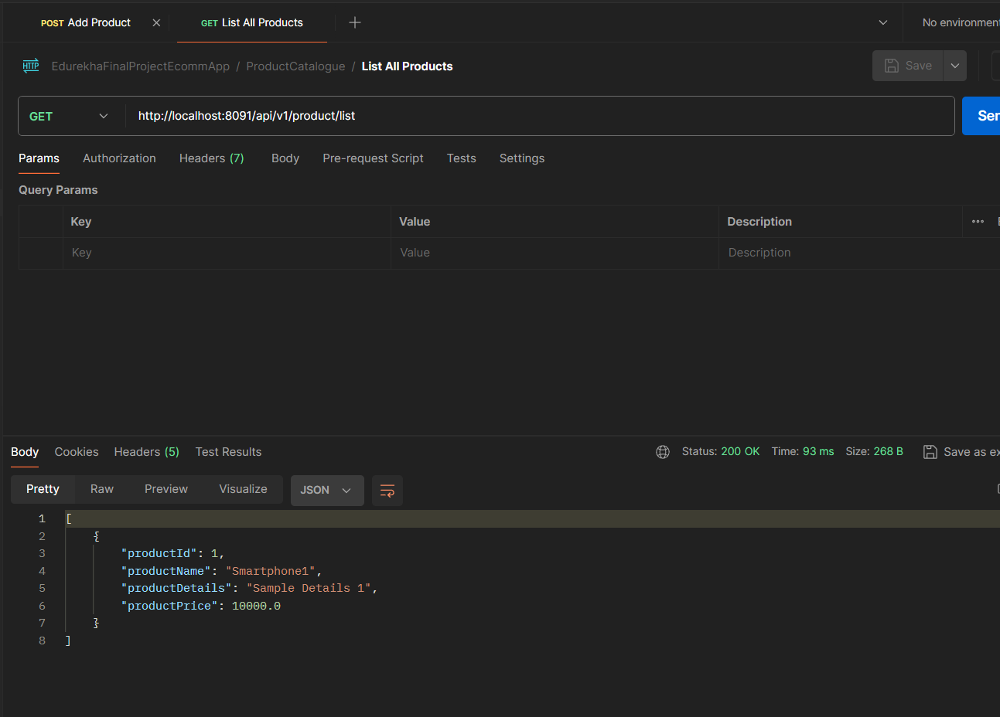 POST Add Product
GET List All Products
No environment
HTTP EdurekhaFinalProjectEcommApp / ProductCatalogue / List All Products
Save
GET http://localhost:8091/api/v1/product/list
Params Authorization Headers (7) Body Pre-request Script Tests Settings
Query Params
Key Value Description
Key Value Description
Body Cookies Headers (5) Test Results
Status: 200 OK Time: 93 ms Size: 268 B Save as
Pretty Raw Preview Visualize JSON
1 [
2 {
3 "productId": 1,
4 "productName": "Smartphone1",
5 "productDetails": "Sample Details 1",
6 "productPrice": 10000.0
7 }
8 ]